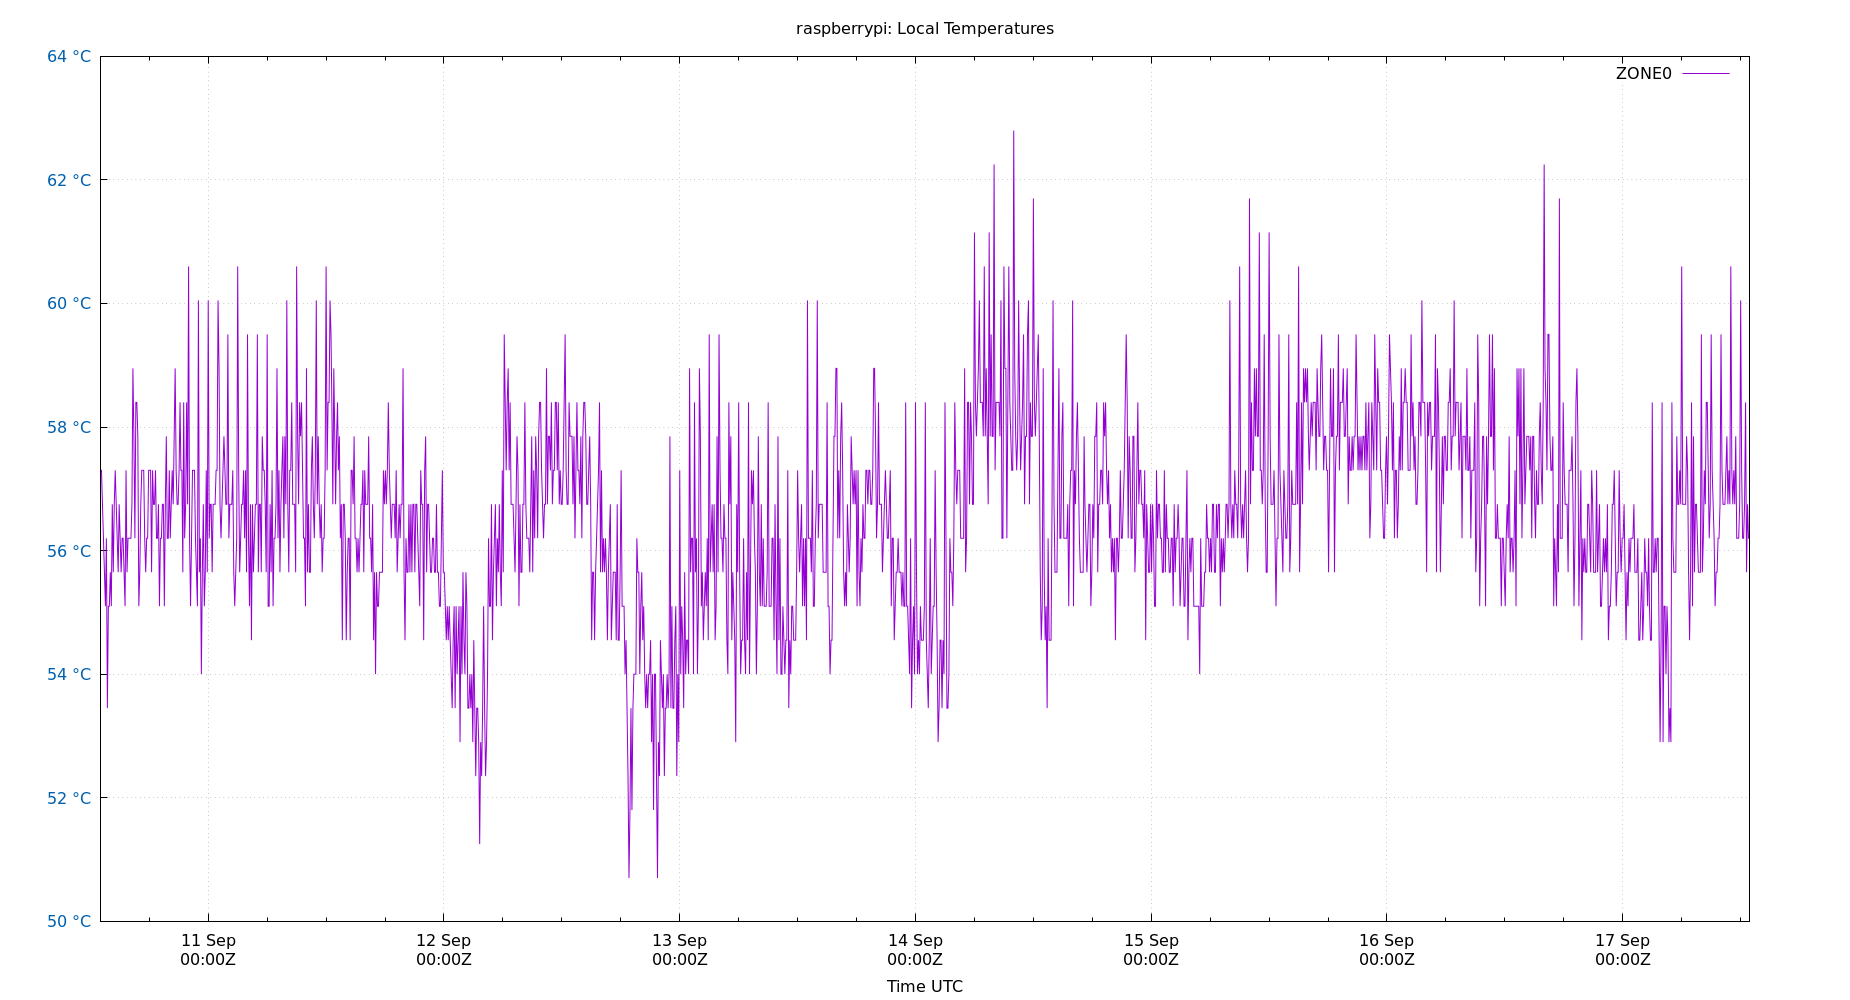 raspberrypi: Local Temperatures
64 °C
ZONE0
62 °C
60 °C
58 °C
56 °C
54 °C
52 °C
50 °C
11 Sep 12 Sep 13 Sep 14 Sep 15 Sep 16 Sep 17 Sep
00:00Z 00:00Z 00:00Z 00:00Z 00:00Z 00:00Z 00:00Z
Time UTC